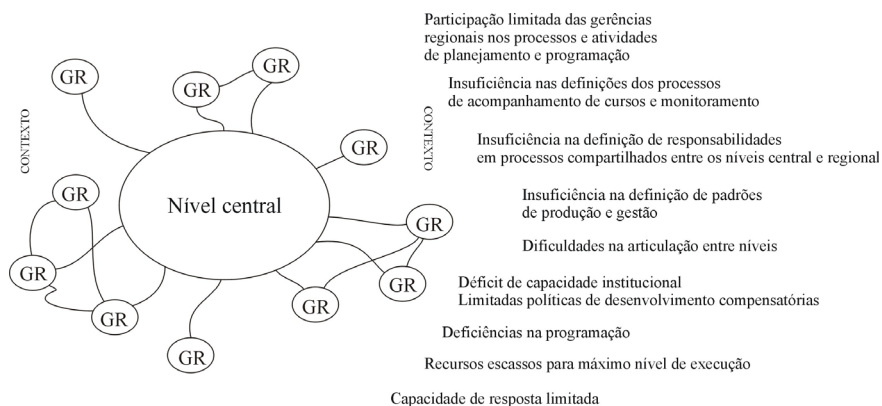 Participação limitada das gerências
regionais nos processos e atividades
de planejamento e programação
GR
GR
GR
Insuficiência nas definições dos processos
de acompanhamento de cursos e monitoramento
CONTEXTO
CONTEXTO
GR
Insuficiência na definição de responsabilidades
em processos compartilhados entre os níveis central e regional
GR
Nível central
Insuficiência na definição de padrões
de produção e gestão
GR
Dificuldades na articulação entre níveis
GR
GR
Déficit de capacidade institucional
Limitadas políticas de desenvolvimento compensatórias
GR
GR
Deficiências na programação
GR
Recursos escassos para máximo nível de execução
Capacidade de resposta limitada